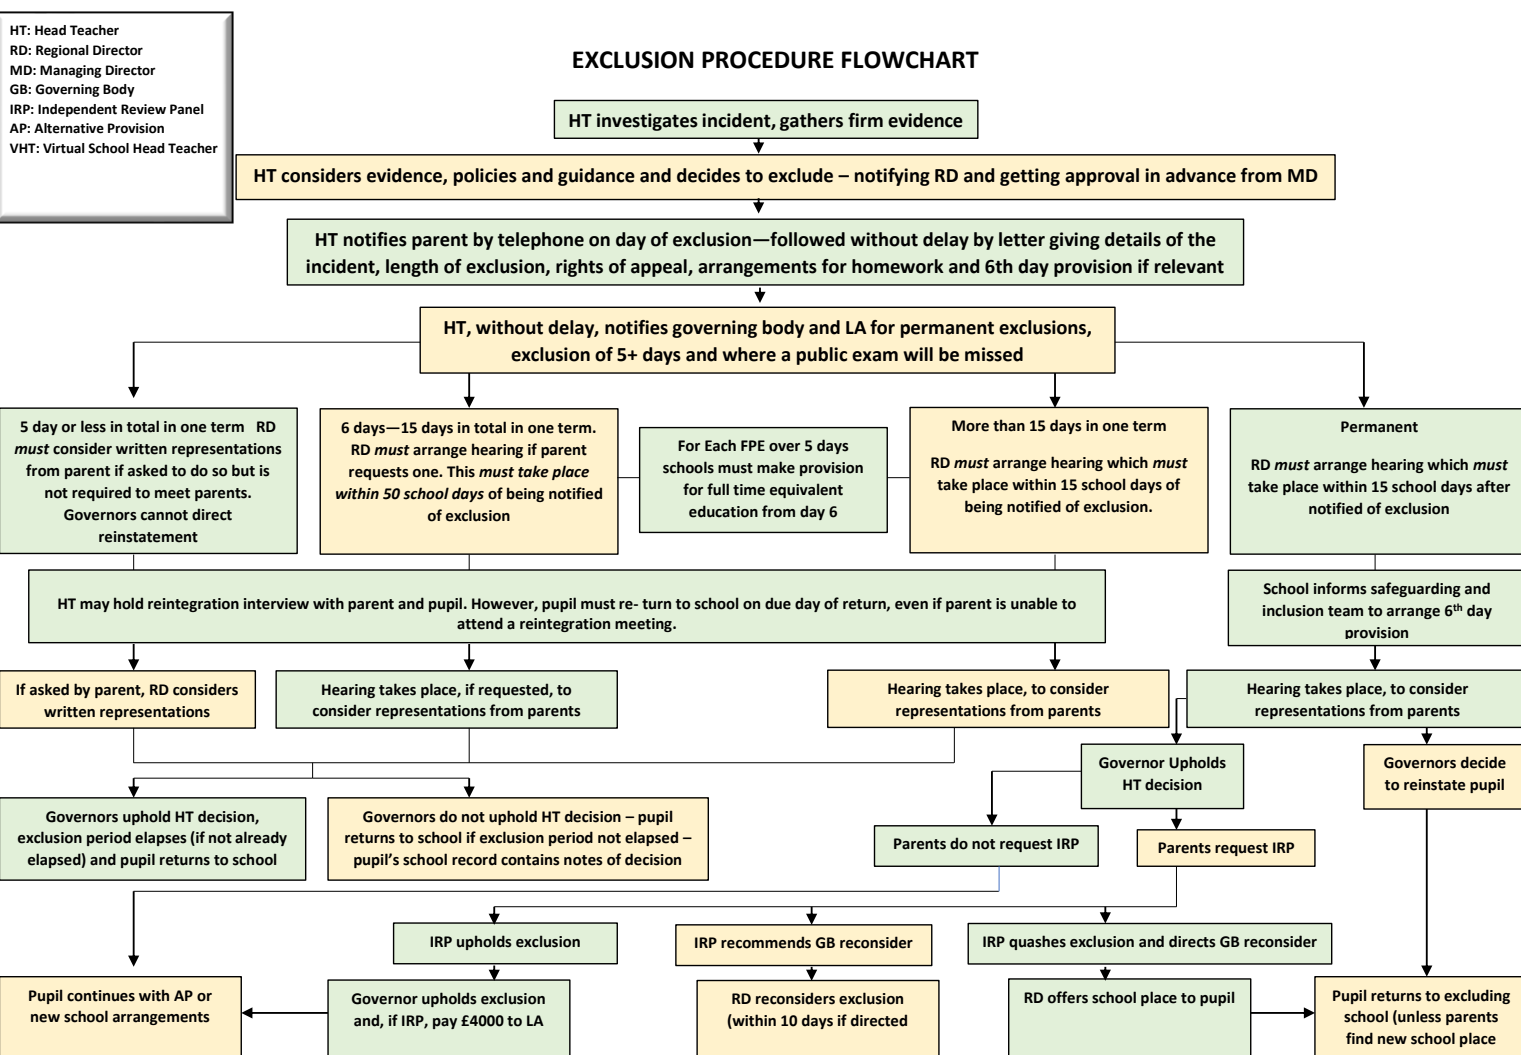 HT: Head Teacher
RD: Regional Director
MD: Managing Director
GB: Governing Body
IRP: Independent Review Panel
AP: Alternative Provision
VHT: Virtual School Head Teacher
EXCLUSION PROCEDURE FLOWCHART
HT investigates incident, gathers firm evidence
HT considers evidence, policies and guidance and decides to exclude – notifying RD and getting approval in advance from MD
HT notifies parent by telephone on day of exclusion—followed without delay by letter giving details of the
incident, length of exclusion, rights of appeal, arrangements for homework and 6th day provision if relevant
HT, without delay, notifies governing body and LA for permanent exclusions,
exclusion of 5+ days and where a public exam will be missed
5 day or less in total in one term RD
must consider written representations
from parent if asked to do so but is
not required to meet parents.
Governors cannot direct
reinstatement
6 days—15 days in total in one term.
RD must arrange hearing if parent
requests one. This must take place
within 50 school days of being notified
of exclusion
For Each FPE over 5 days
schools must make provision
for full time equivalent
education from day 6
More than 15 days in one term
RD must arrange hearing which must
take place within 15 school days of
being notified of exclusion.
Permanent
RD must arrange hearing which must
take place within 15 school days after
notified of exclusion
HT may hold reintegration interview with parent and pupil. However, pupil must re- turn to school on due day of return, even if parent is unable to
attend a reintegration meeting.
School informs safeguarding and
inclusion team to arrange 6th day
provision
If asked by parent, RD considers
written representations
Hearing takes place, if requested, to
consider representations from parents
Hearing takes place, to consider
representations from parents
Hearing takes place, to consider
representations from parents
Governor Upholds
HT decision
Governors decide
to reinstate pupil
Governors uphold HT decision,
exclusion period elapses (if not already
elapsed) and pupil returns to school
Governors do not uphold HT decision – pupil
returns to school if exclusion period not elapsed –
pupil's school record contains notes of decision
Parents do not request IRP
Parents request IRP
IRP upholds exclusion
IRP recommends GB reconsider
IRP quashes exclusion and directs GB reconsider
Pupil continues with AP or
new school arrangements
Governor upholds exclusion
and, if IRP, pay £4000 to LA
RD reconsiders exclusion
(within 10 days if directed
RD offers school place to pupil
Pupil returns to excluding
school (unless parents
find new school place